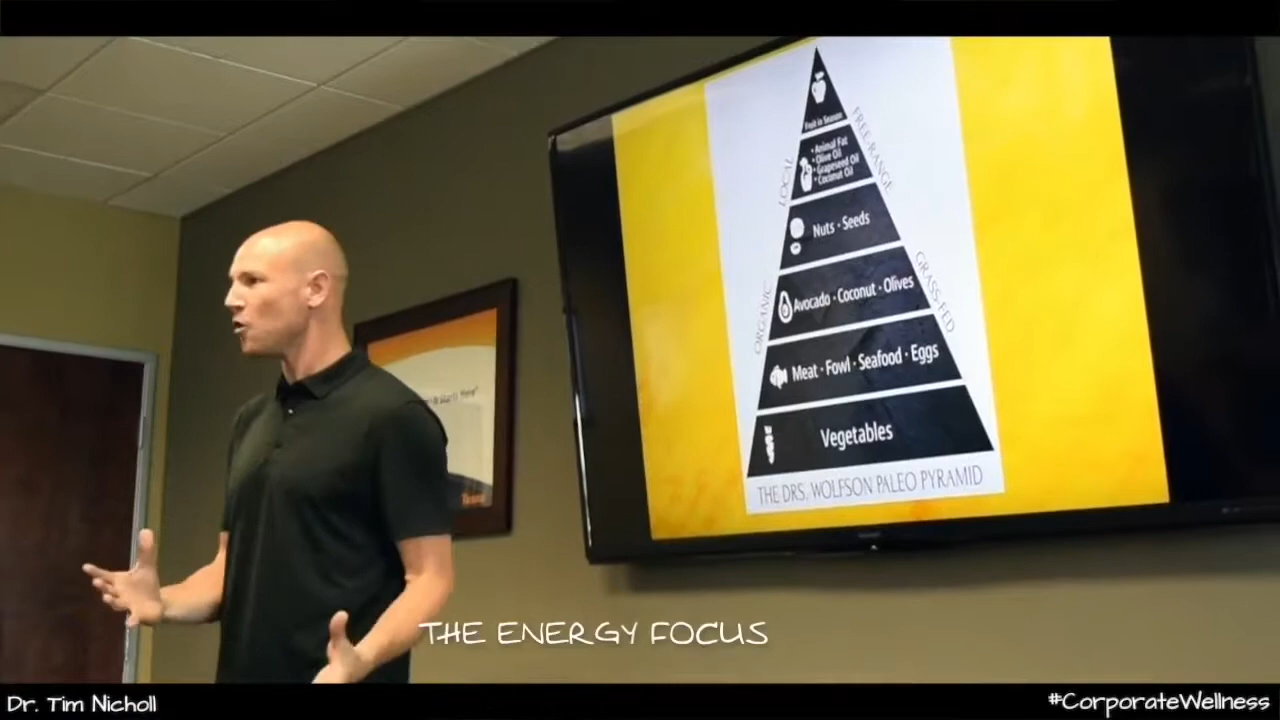 Fruit in Season
• Animal Fat
• Olive Oil
• Grapeseed Oil
• Coconut Oil
Nuts · Seeds
Avocado · Coconut · Olives
Meat · Fowl · Seafood · Eggs
Vegetables
LOCAL
ORGANIC
FREE-RANGE
GRASS-FED
THE DRS. WOLFSON PALEO PYRAMID
THE ENERGY FOCUS
Dr. Tim Nicholl
#CorporateWellness